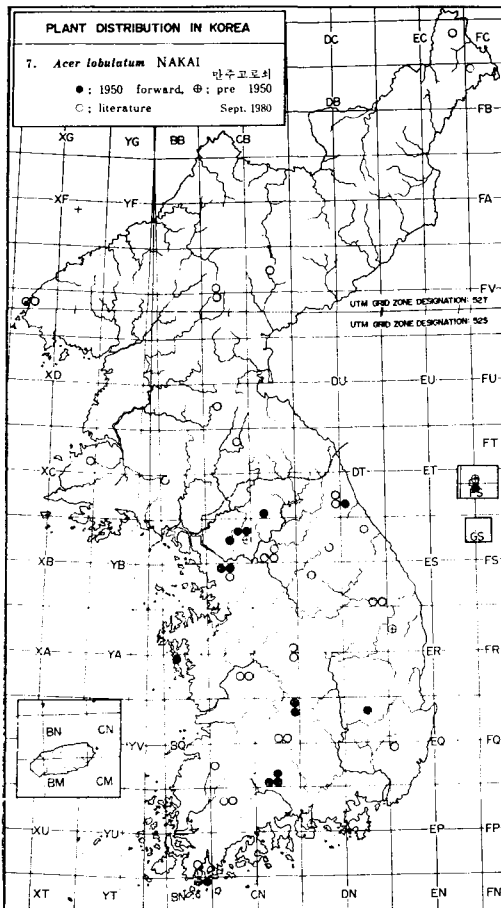 PLANT DISTRIBUTION IN KOREA
7. Acer lobulatum NAKAI
만주고로쇠
●: 1950 forward, ⊕: pre 1950
○: literature Sept. 1980
DC EC FC
DB FB
XG YG BB CB
XF YF FA
FV
UTM GRID ZONE DESIGNATION: 52T
UTM GRID ZONE DESIGNATION: 52S
XD DU EU FU
FT
XC DT ET
FS
GS
XB YB ES FS
XA YA ER FR
BN CN
YV BQ EQ FQ
BM CM
XU YU EP FP
XT YT BN CN DN EN FN